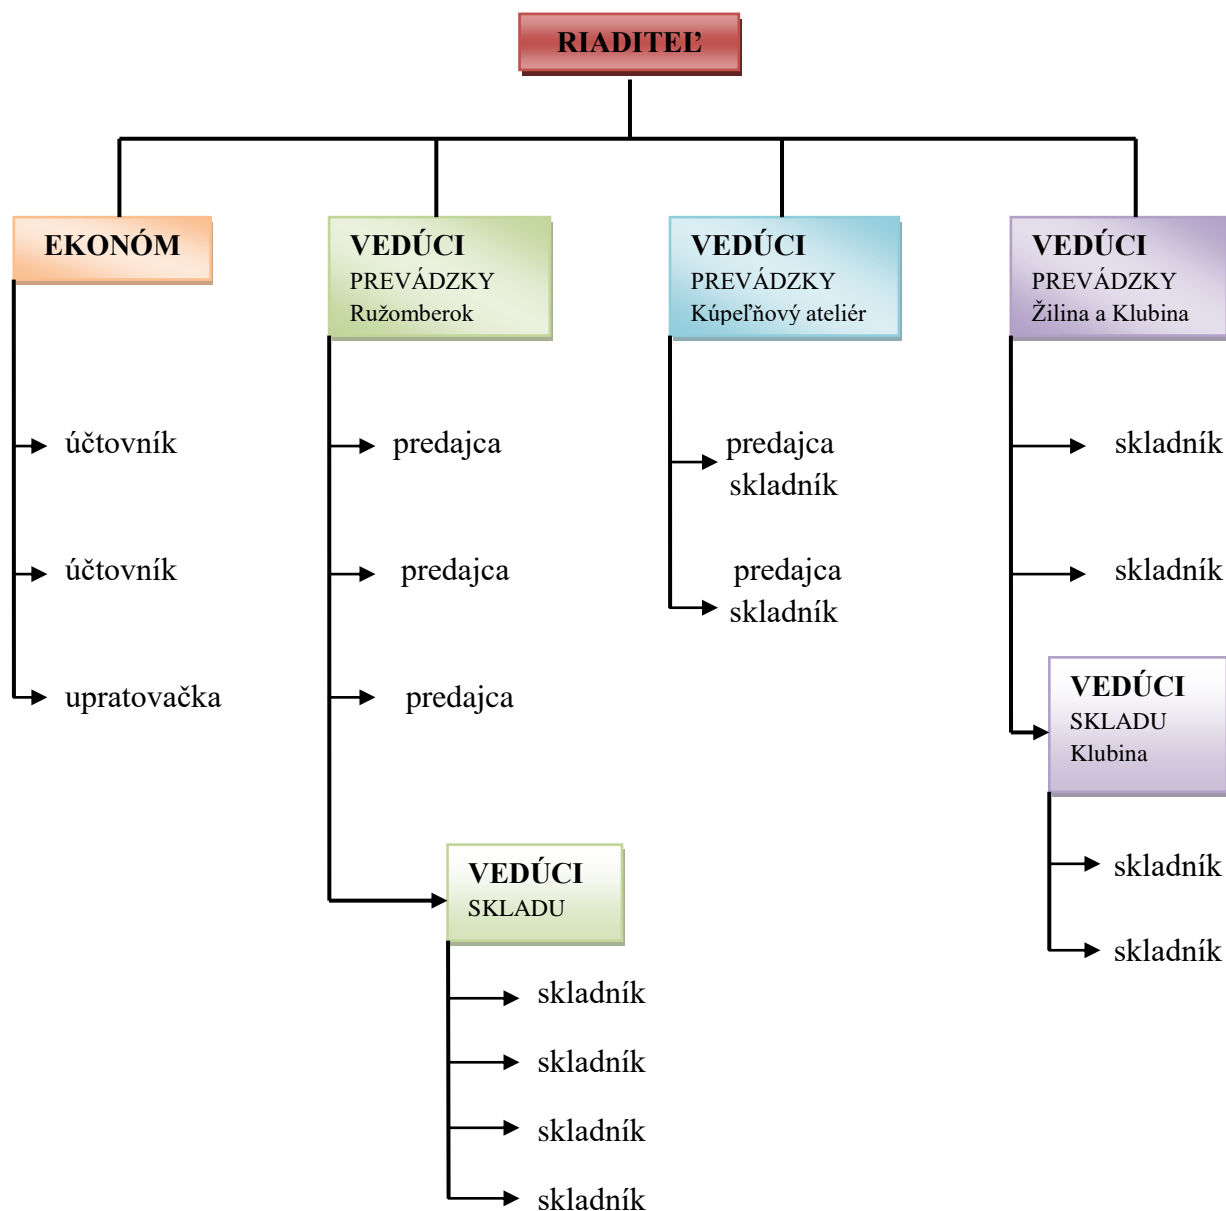 RIADITEĽ
EKONÓM
účtovník
účtovník
upratovačka
VEDÚCI
PREVÁDZKY
Ružomberok
predajca
predajca
predajca
VEDÚCI
SKLADU
skladník
skladník
skladník
skladník
VEDÚCI
PREVÁDZKY
Kúpeľňový ateliér
predajca
skladník
predajca
skladník
VEDÚCI
PREVÁDZKY
Žilina a Klubina
skladník
skladník
VEDÚCI
SKLADU
Klubina
skladník
skladník